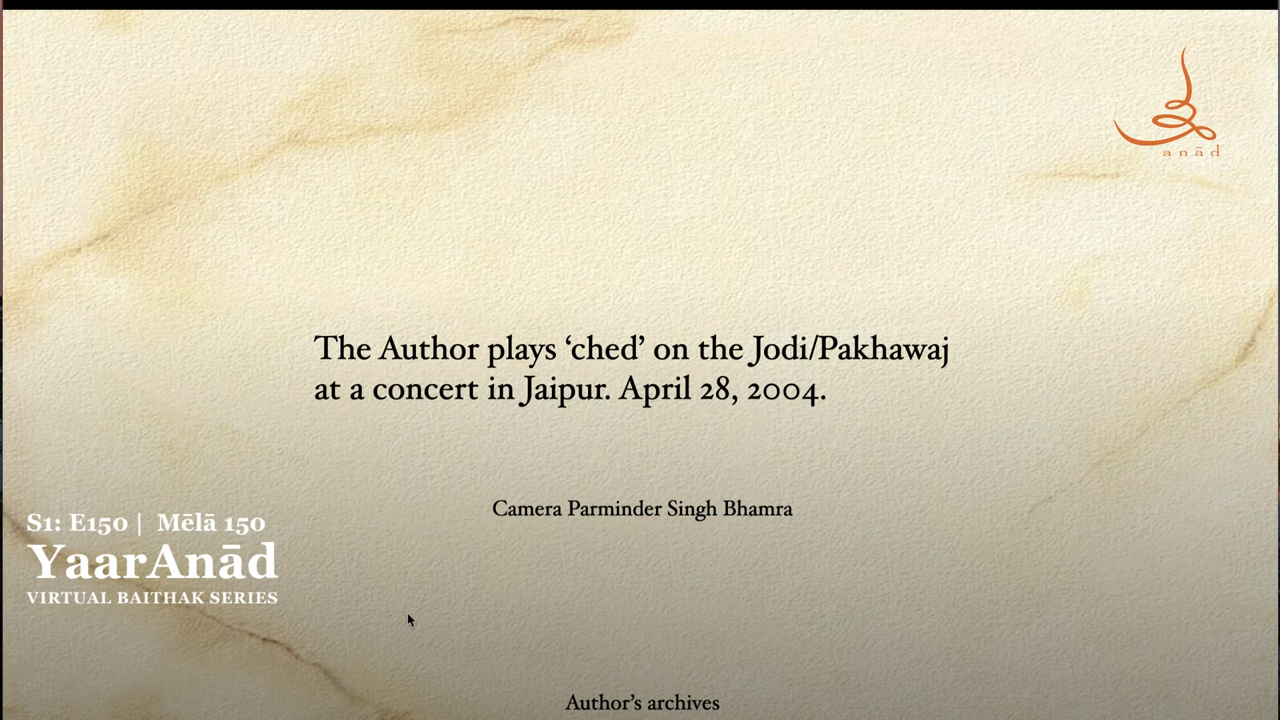 anād
The Author plays ‘ched’ on the Jodi/Pakhawaj
at a concert in Jaipur. April 28, 2004.
Camera Parminder Singh Bhamra
S1: E150 | Mēlā 150
YaarAnād
VIRTUAL BAITHAK SERIES
Author’s archives